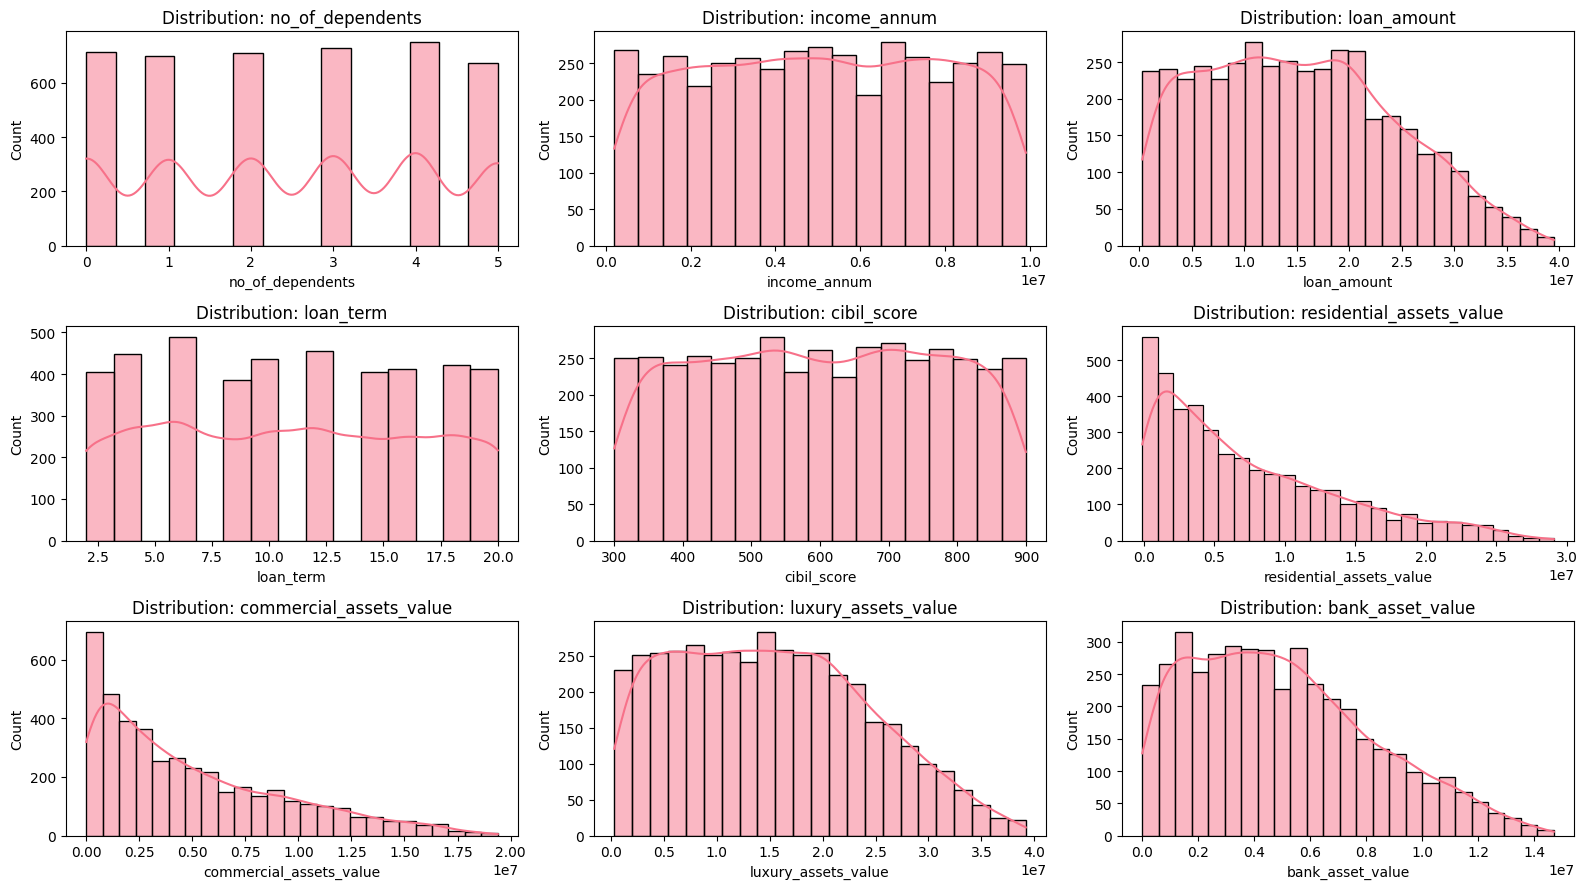 Distribution: no_of_dependents
Distribution: income_annum
Distribution: loan_amount
Count
600
400
200
0
0 1 2 3 4 5
no_of_dependents
Count
250
200
150
100
50
0
0.0 0.2 0.4 0.6 0.8 1.0
1e7
income_annum
Count
250
200
150
100
50
0
0.0 0.5 1.0 1.5 2.0 2.5 3.0 3.5 4.0
1e7
loan_amount
Distribution: loan_term
Distribution: cibil_score
Distribution: residential_assets_value
Count
500
400
300
200
100
0
2.5 5.0 7.5 10.0 12.5 15.0 17.5 20.0
loan_term
Count
250
200
150
100
50
0
300 400 500 600 700 800 900
cibil_score
Count
500
400
300
200
100
0
0.0 0.5 1.0 1.5 2.0 2.5 3.0
1e7
residential_assets_value
Distribution: commercial_assets_value
Distribution: luxury_assets_value
Distribution: bank_asset_value
Count
600
400
200
0
0.00 0.25 0.50 0.75 1.00 1.25 1.50 1.75 2.00
1e7
commercial_assets_value
Count
250
200
150
100
50
0
0.0 0.5 1.0 1.5 2.0 2.5 3.0 3.5 4.0
1e7
luxury_assets_value
Count
300
250
200
150
100
50
0
0.0 0.2 0.4 0.6 0.8 1.0 1.2 1.4
1e7
bank_asset_value